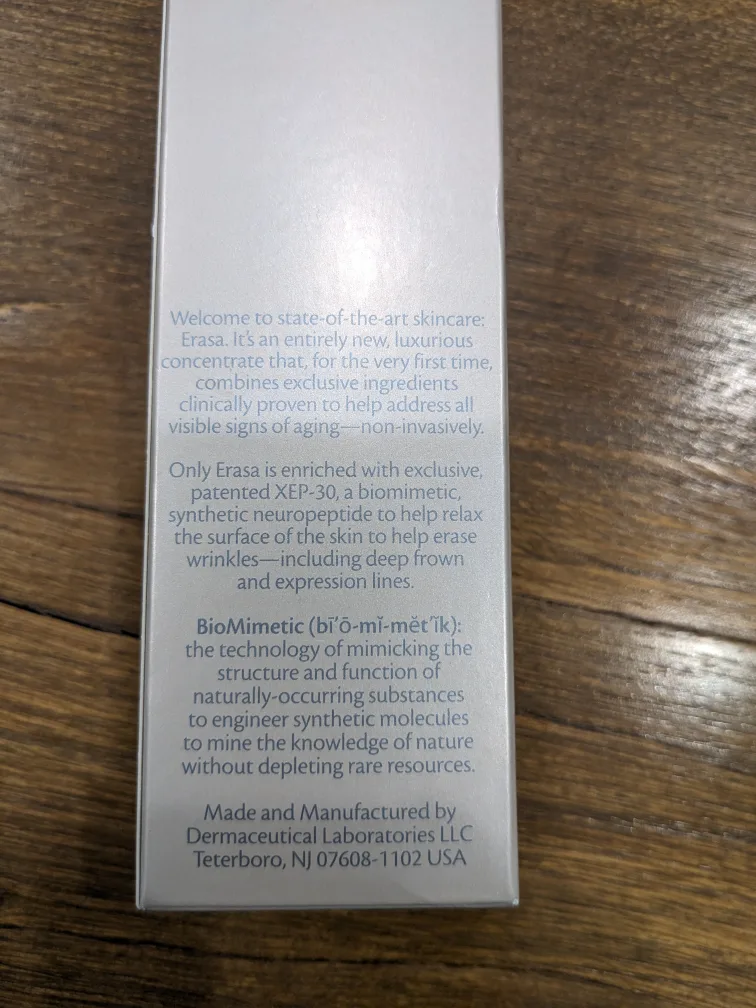 Welcome to state-of-the-art skincare:
Erasa. It's an entirely new, luxurious
concentrate that, for the very first time,
combines exclusive ingredients
clinically proven to help address all
visible signs of aging—non-invasively.
Only Erasa is enriched with exclusive,
patented XEP-30, a biomimetic,
synthetic neuropeptide to help relax
the surface of the skin to help erase
wrinkles—including deep frown
and expression lines.
BioMimetic (bī′ō-mĭ-mĕt′ĭk):
the technology of mimicking the
structure and function of
naturally-occurring substances
to engineer synthetic molecules
to mine the knowledge of nature
without depleting rare resources.
Made and Manufactured by
Dermaceutical Laboratories LLC
Teterboro, NJ 07608-1102 USA